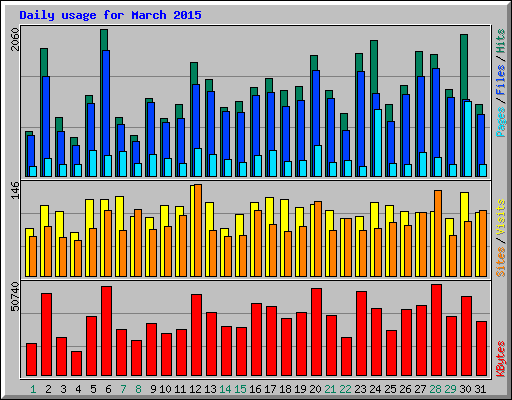 Daily usage for March 2015
2060
Pages / Files / Hits
146
Sites / Visits
50740
KBytes
1 2 3 4 5 6 7 8 9 10 11 12 13 14 15 16 17 18 19 20 21 22 23 24 25 26 27 28 29 30 31